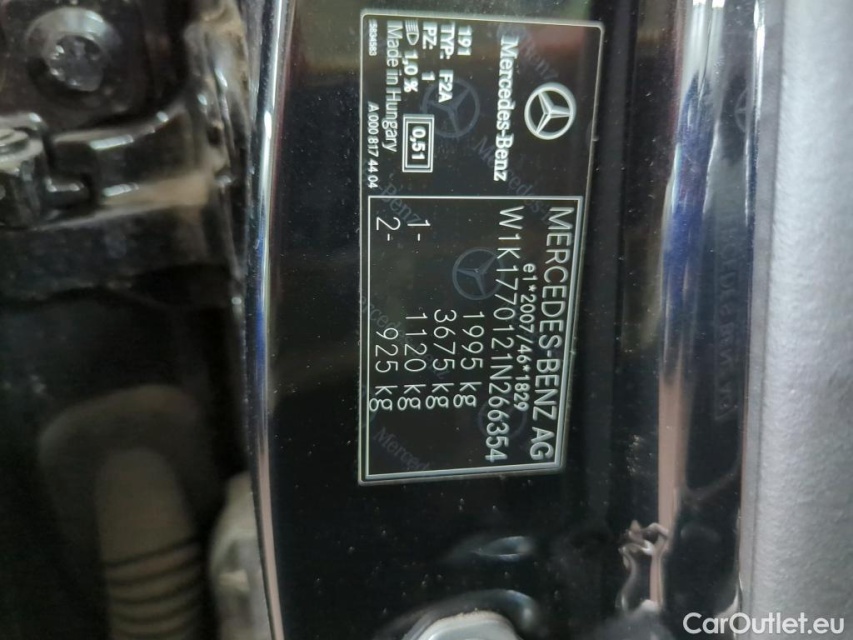 Mercedes-Benz
191
TYP: F2A
PZ: 1
1,0 %
0,51
Made in Hungary
A 000 817 44 04
MERCEDES-BENZ AG
e1*2007/46*1829
W1K1770121N266354
1995 kg
3675 kg
1- 1120 kg
2- 925 kg
CarOutlet.eu